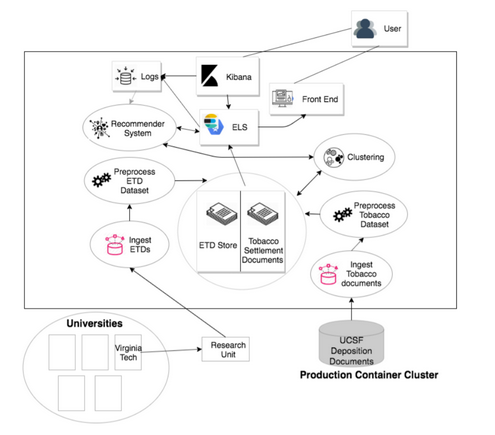 User
Logs
Kibana
Front End
Recommender
System
ELS
Clustering
Preprocess
ETD
Dataset
Preprocess
Tobacco
Dataset
ETD Store
Tobacco
Settlement
Documents
Ingest
ETDs
Ingest
Tobacco
documents
Universities
Virginia
Tech
Research
Unit
UCSF
Deposition
Documents
Production Container Cluster